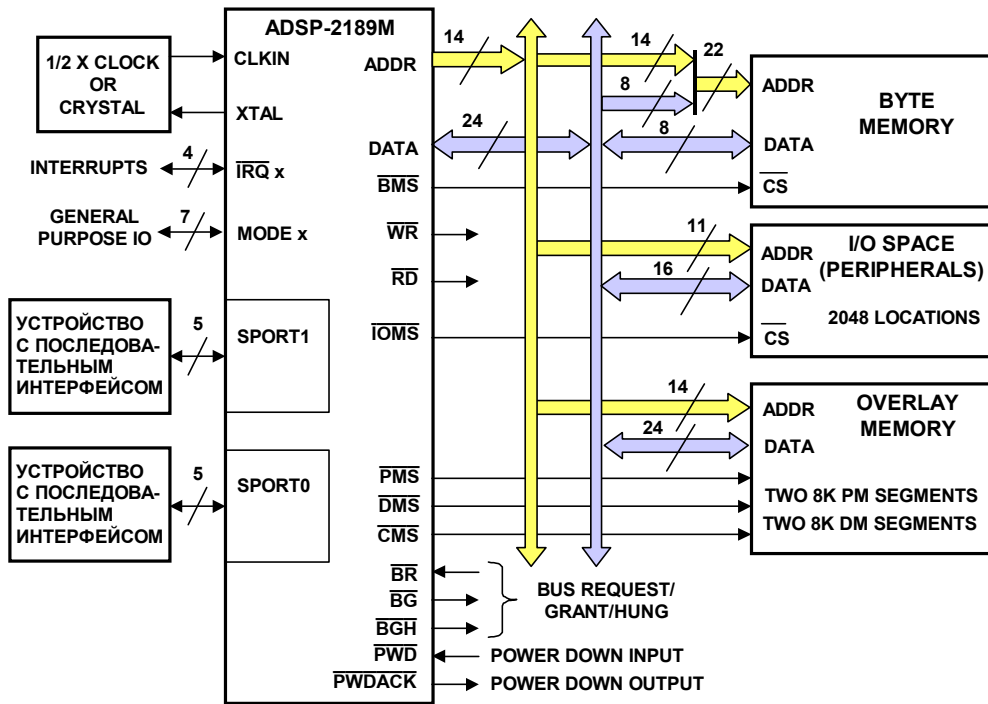 ADSP-2189M
1/2 X CLOCK
OR
CRYSTAL
CLKIN
XTAL
INTERRUPTS
4
IRQ x
GENERAL
PURPOSE IO
7
MODE x
УСТРОЙСТВО
С ПОСЛЕДОВА-
ТЕЛЬНЫМ
ИНТЕРФЕЙСОМ
5
SPORT1
УСТРОЙСТВО
С ПОСЛЕДОВА-
ТЕЛЬНЫМ
ИНТЕРФЕЙСОМ
5
SPORT0
ADDR
14
DATA
24
BMS
WR
RD
IOMS
PMS
DMS
CMS
BR
BG
BGH
BUS REQUEST/
GRANT/HUNG
PWD
POWER DOWN INPUT
PWDACK
POWER DOWN OUTPUT
14
22
8
8
ADDR
BYTE
MEMORY
DATA
CS
11
16
ADDR
I/O SPACE
(PERIPHERALS)
DATA
2048 LOCATIONS
CS
14
24
ADDR
OVERLAY
MEMORY
DATA
TWO 8K PM SEGMENTS
TWO 8K DM SEGMENTS